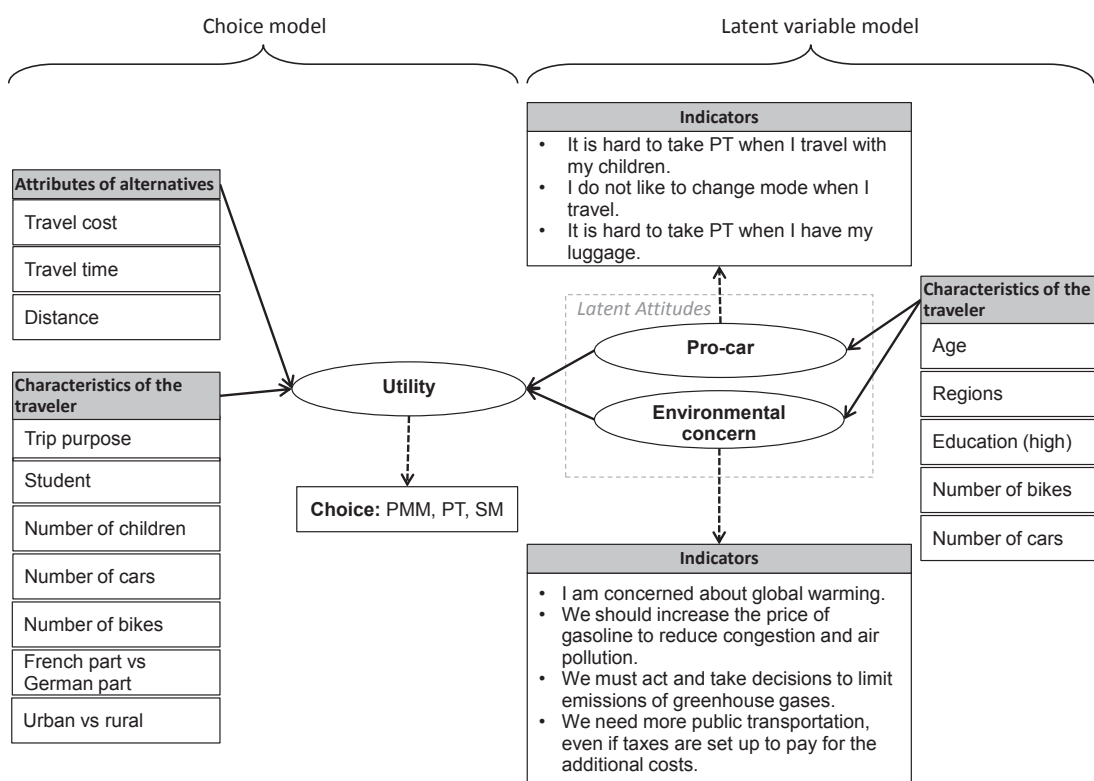 Choice model
Latent variable model
Attributes of alternatives
Travel cost
Travel time
Distance
Characteristics of the
traveler
Trip purpose
Student
Number of children
Number of cars
Number of bikes
French part vs
German part
Urban vs rural
Utility
Choice: PMM, PT, SM
Indicators
• It is hard to take PT when I travel with
my children.
• I do not like to change mode when I
travel.
• It is hard to take PT when I have my
luggage.
Latent Attitudes
Pro-car
Environmental
concern
Indicators
• I am concerned about global warming.
• We should increase the price of
gasoline to reduce congestion and air
pollution.
• We must act and take decisions to limit
emissions of greenhouse gases.
• We need more public transportation,
even if taxes are set up to pay for the
additional costs.
Characteristics of the
traveler
Age
Regions
Education (high)
Number of bikes
Number of cars